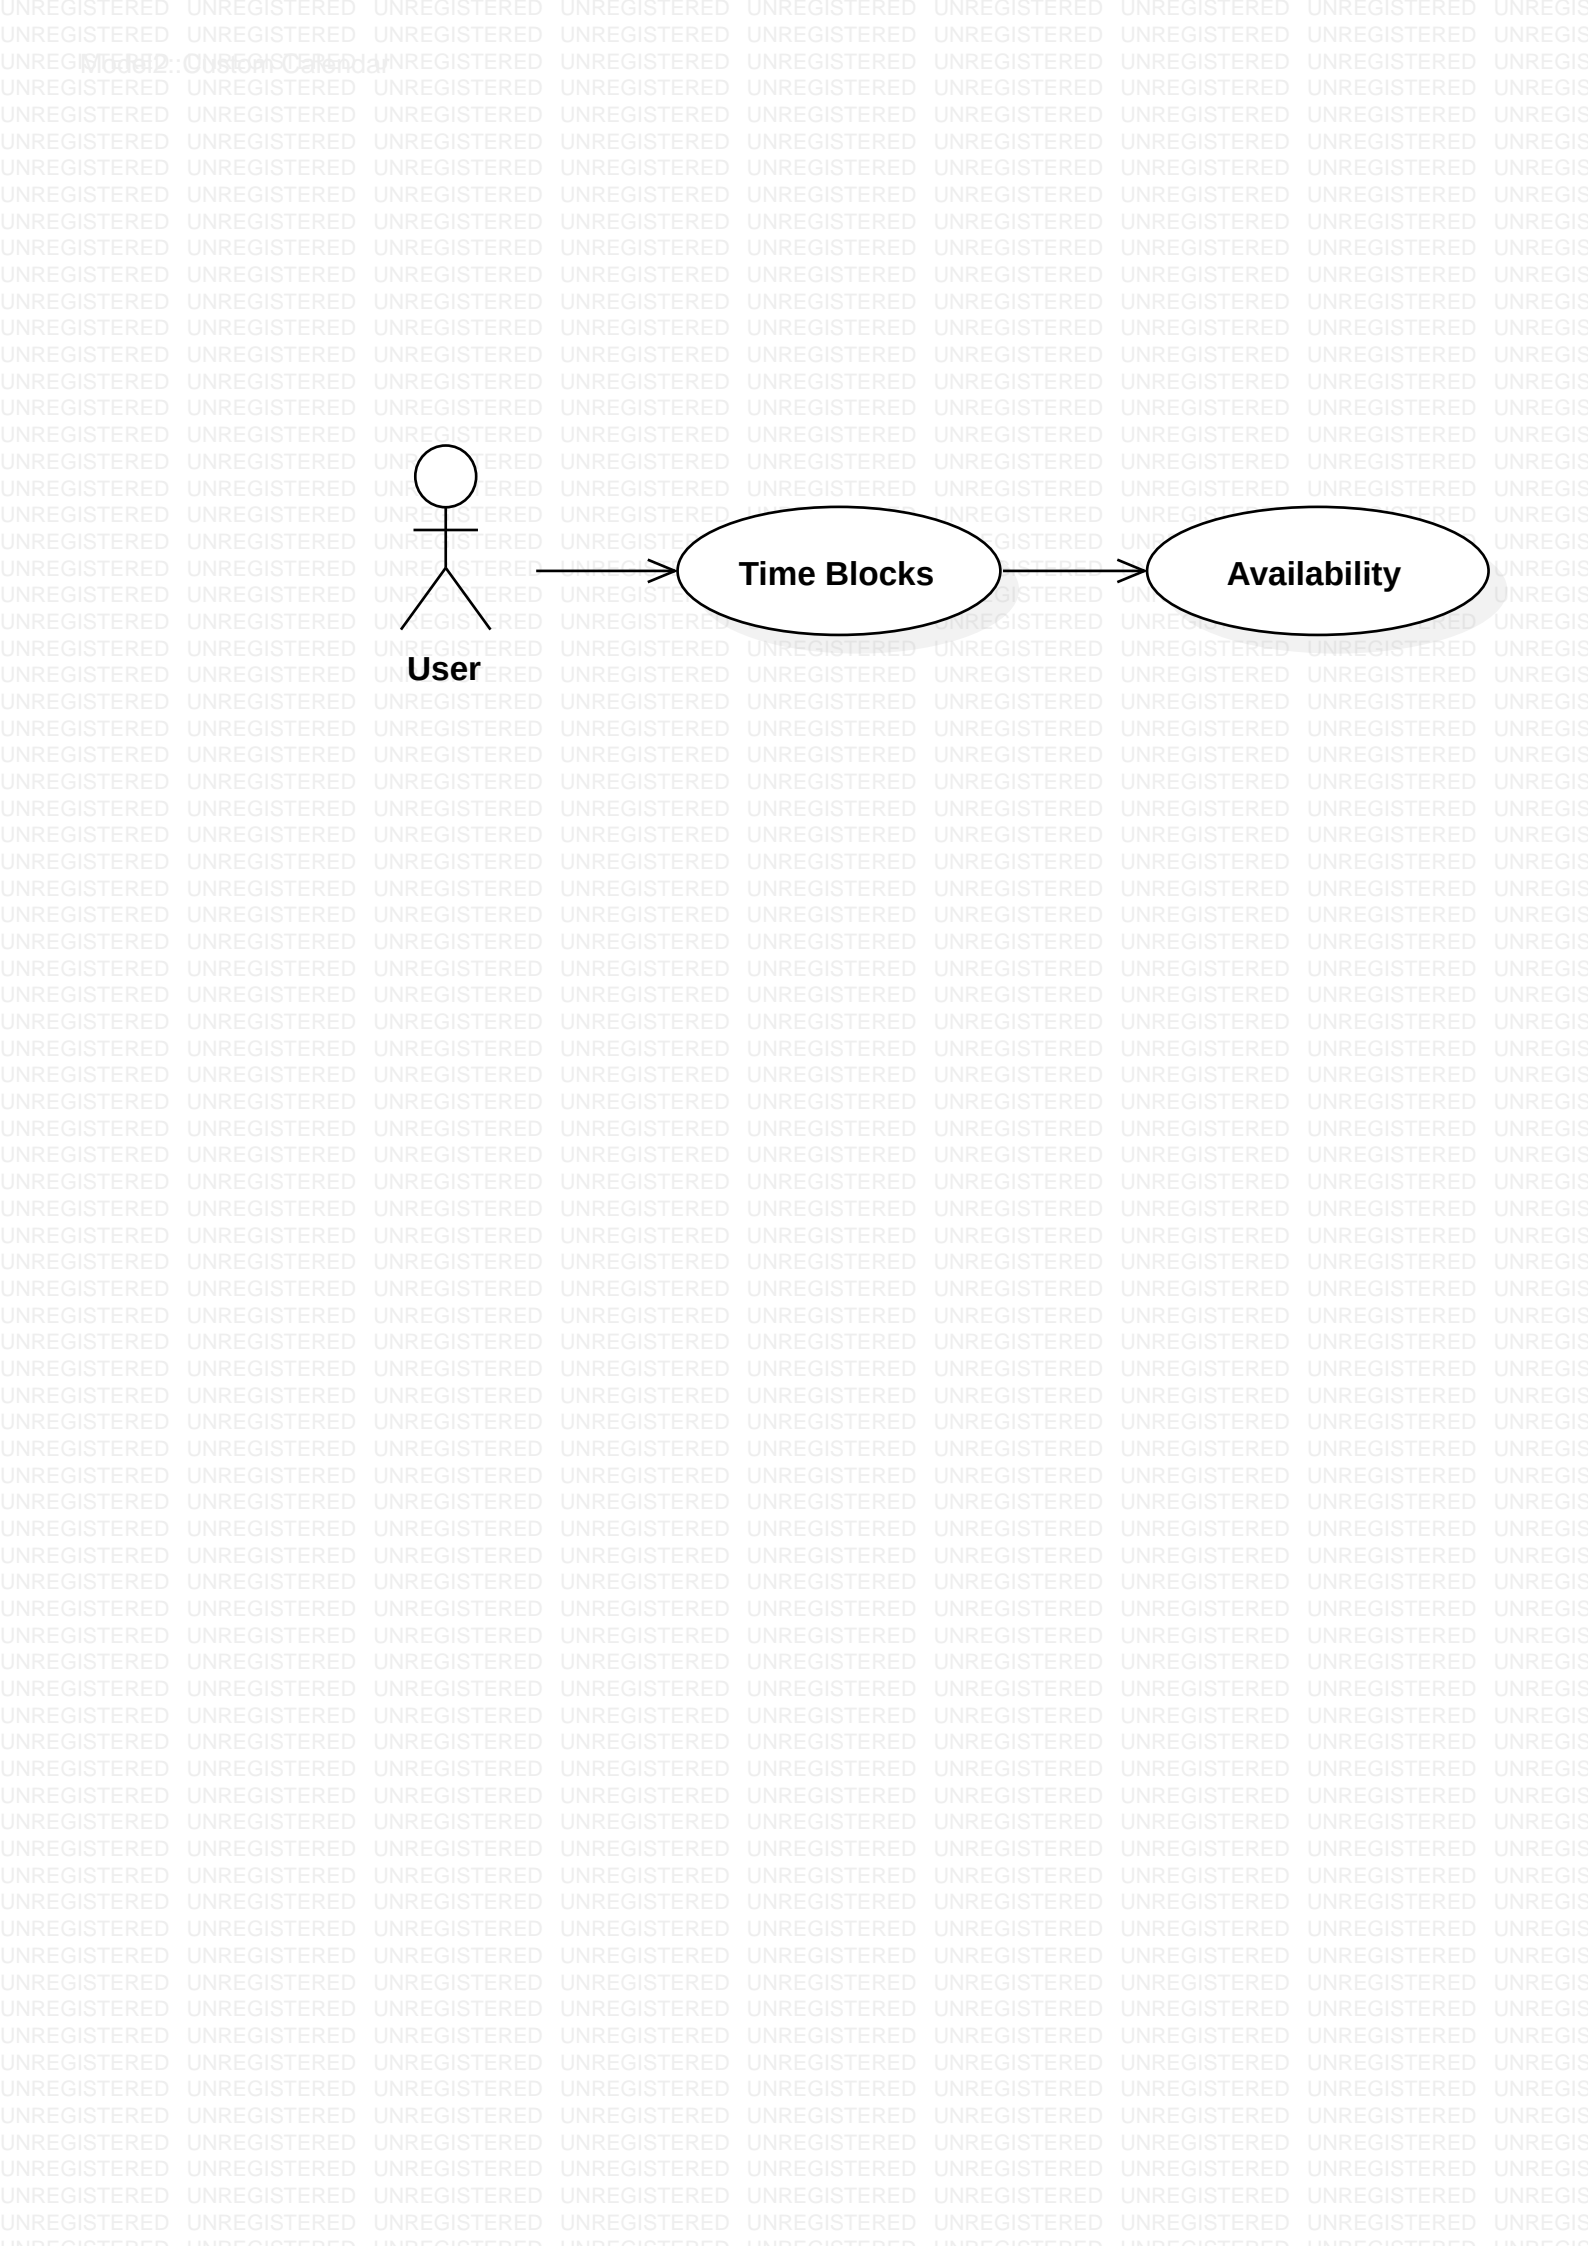 Model2::Custom Calendar
Time Blocks
Availability
User
UNREGISTERED